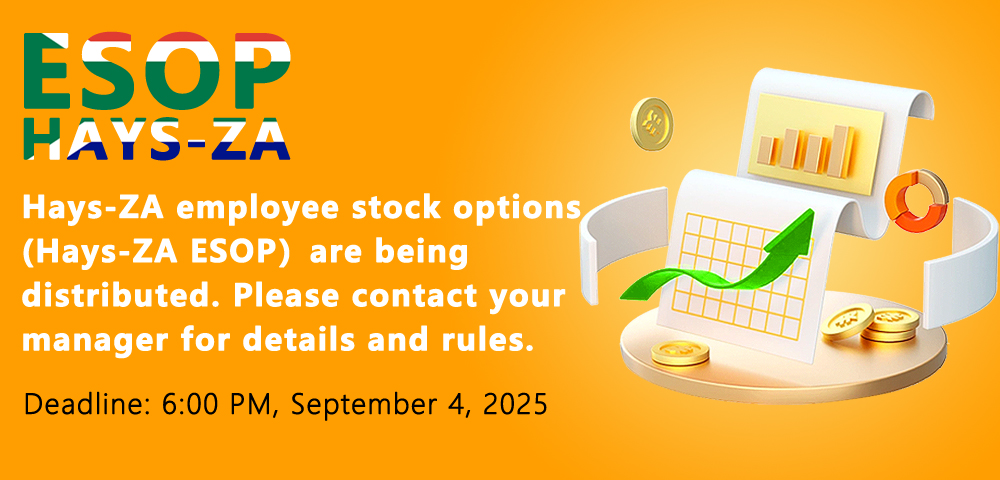 ESOP
HAYS-ZA
Hays-ZA employee stock options
(Hays-ZA ESOP) are being
distributed. Please contact your
manager for details and rules.
Deadline: 6:00 PM, September 4, 2025